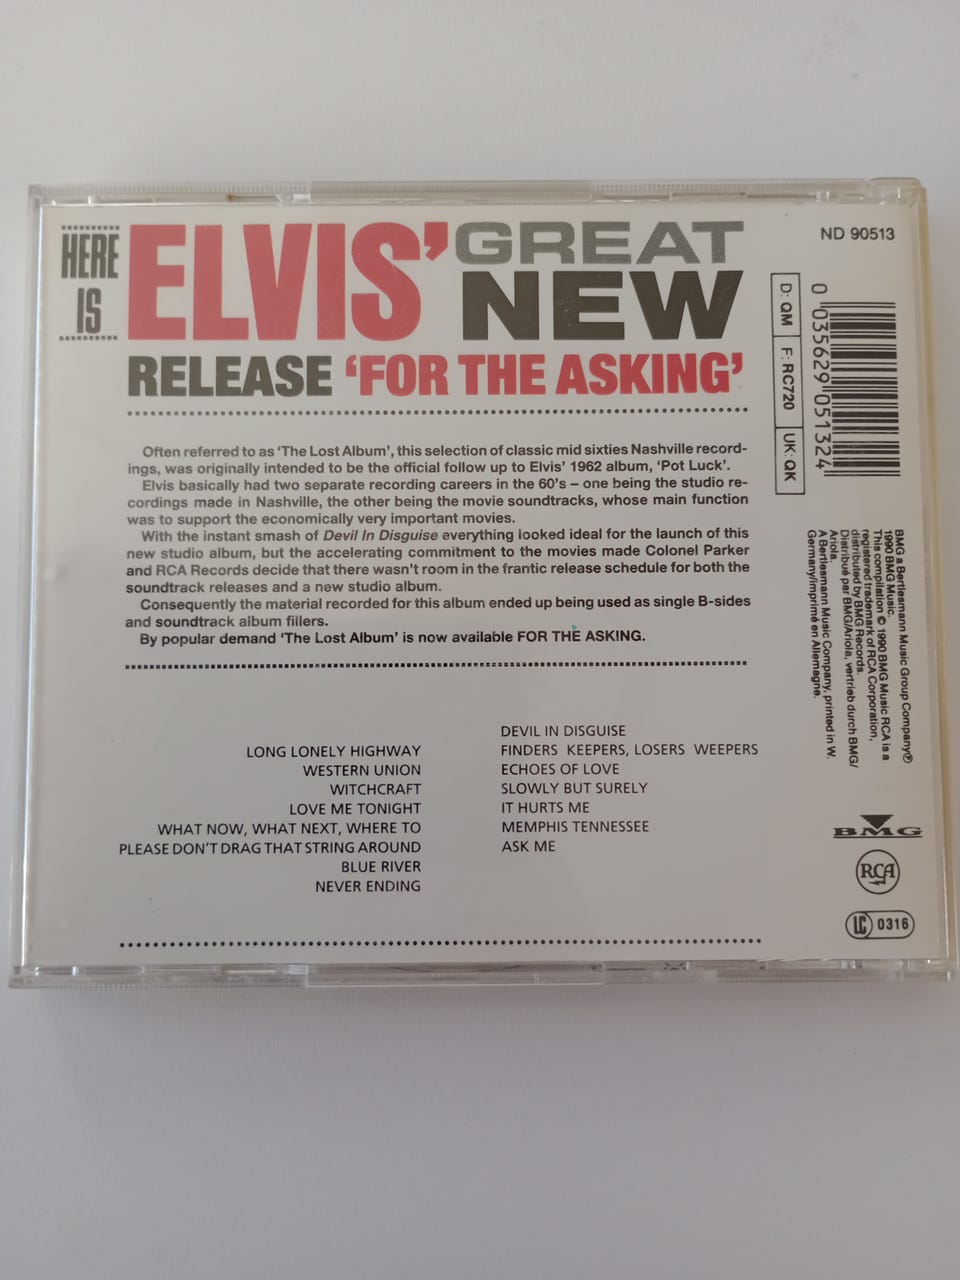 HERE
IS
ELVIS' GREAT
NEW
RELEASE 'FOR THE ASKING'
Often referred to as 'The Lost Album', this selection of classic mid sixties Nashville record-
ings, was originally intended to be the official follow up to Elvis' 1962 album, 'Pot Luck'.
Elvis basically had two separate recording careers in the 60's – one being the studio re-
cordings made in Nashville, the other being the movie soundtracks, whose main function
was to support the economically very important movies.
With the instant smash of Devil In Disguise everything looked ideal for the launch of this
new studio album, but the accelerating commitment to the movies made Colonel Parker
and RCA Records decide that there wasn't room in the frantic release schedule for both the
soundtrack releases and a new studio album.
Consequently the material recorded for this album ended up being used as single B-sides
and soundtrack album fillers.
By popular demand 'The Lost Album' is now available FOR THE ASKING.
LONG LONELY HIGHWAY
WESTERN UNION
WITCHCRAFT
LOVE ME TONIGHT
WHAT NOW, WHAT NEXT, WHERE TO
PLEASE DON'T DRAG THAT STRING AROUND
BLUE RIVER
NEVER ENDING
DEVIL IN DISGUISE
FINDERS KEEPERS, LOSERS WEEPERS
ECHOES OF LOVE
SLOWLY BUT SURELY
IT HURTS ME
MEMPHIS TENNESSEE
ASK ME
ND 90513
0 035629 051324
D: QM F: RC720 UK: QK
BMG a Bertlesmann Music Group Company ℗
1990 BMG Music.
This compilation © 1990 BMG Music RCA is a
registered trademark of RCA Corporation,
distributed by BMG Records.
Distribué par BMG/Ariola, vertrieb durch BMG/
Ariola.
A Bertlesmann Music Company, printed in W.
Germany/imprimé en Allemagne.
BMG
RCA
LC 0316